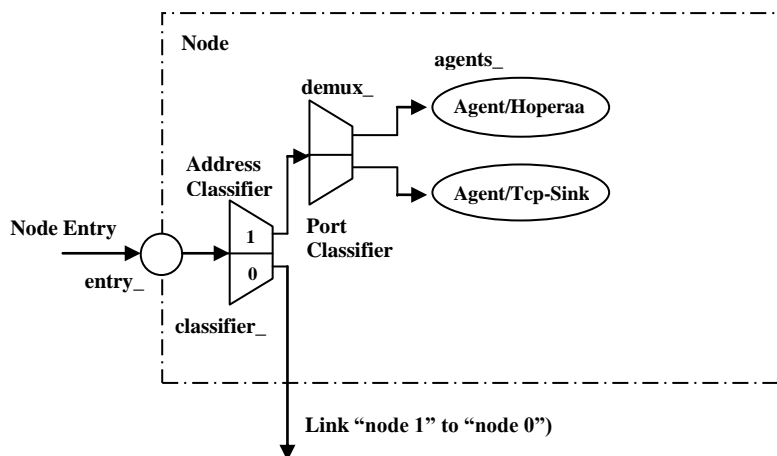 Node
agents_
demux_
Agent/Hoperaa
Address
Classifier
Agent/Tcp-Sink
Node Entry
1
Port
Classifier
0
entry_
classifier_
Link “node 1” to “node 0”)